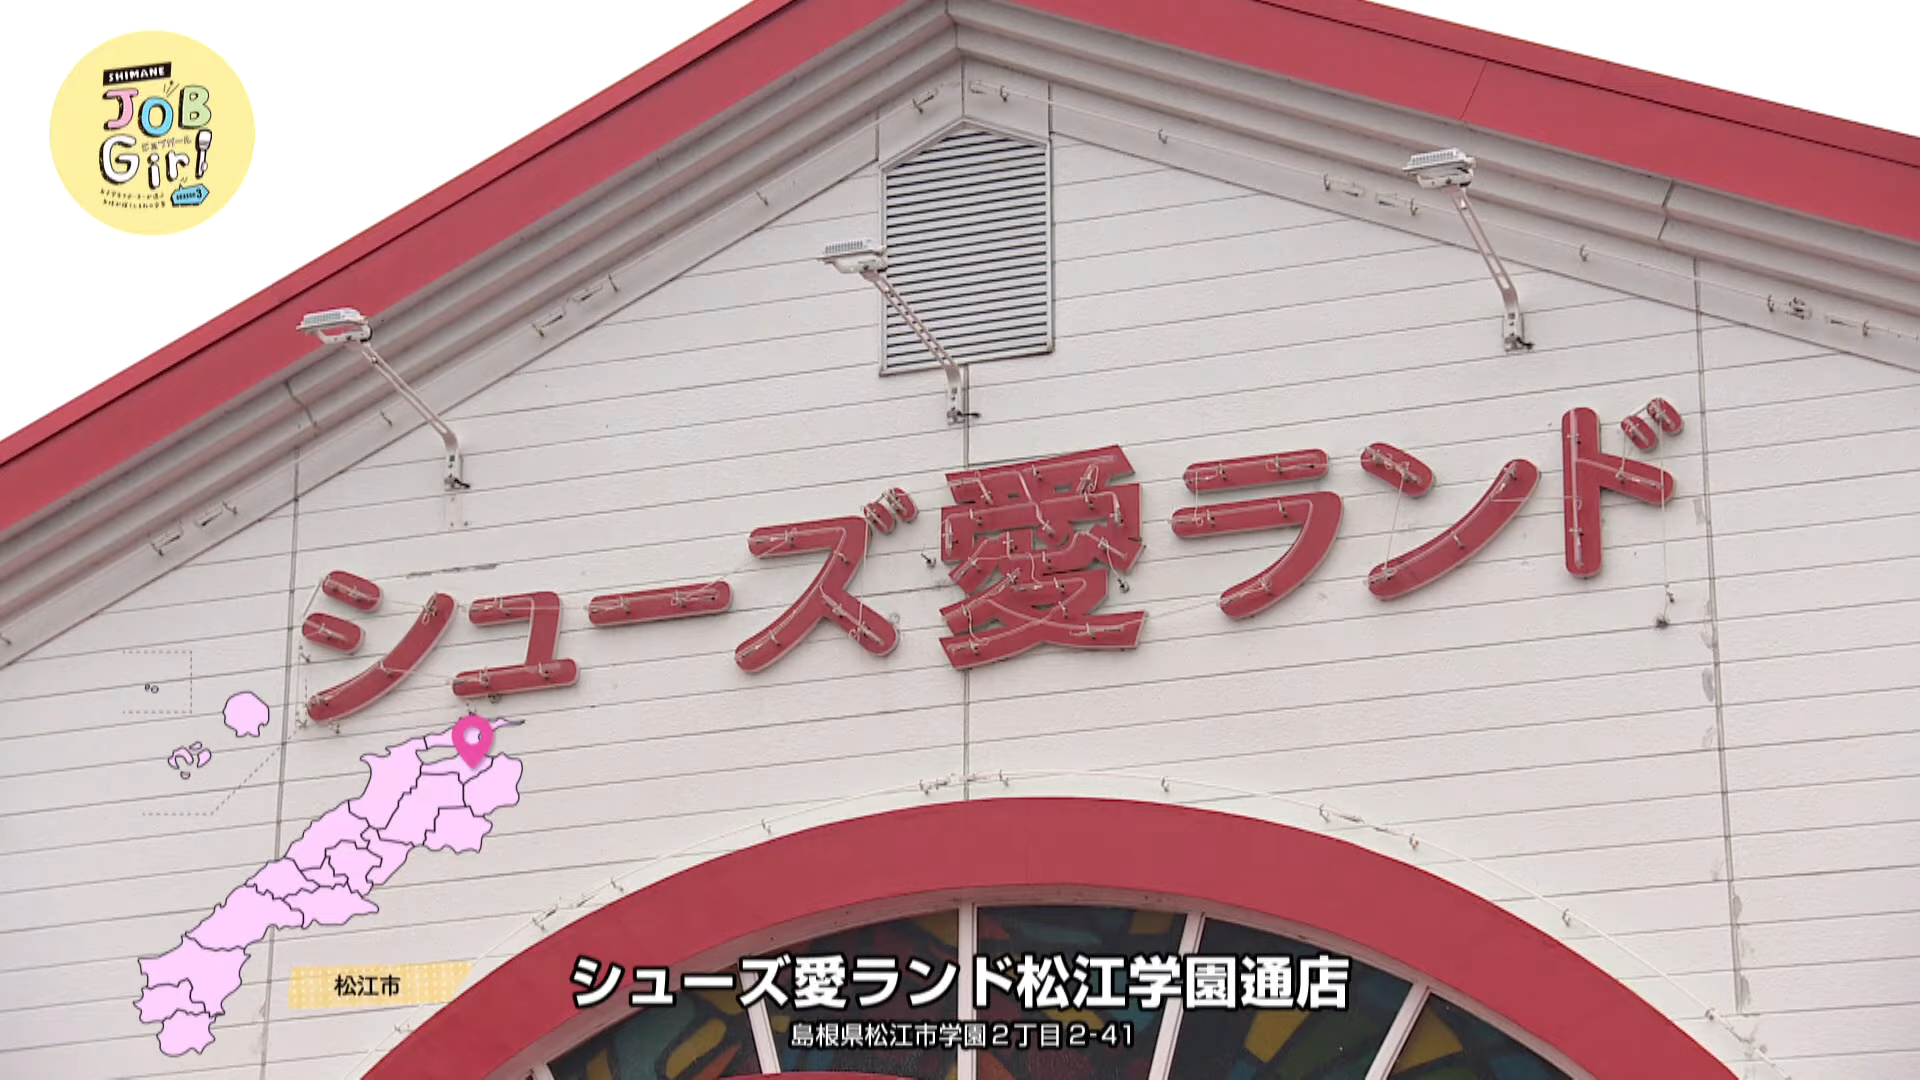 SHIMANE
JOB
Girl
シューズ愛ランド
松江市
シューズ愛ランド松江学園通店
島根県松江市学園2丁目2-41